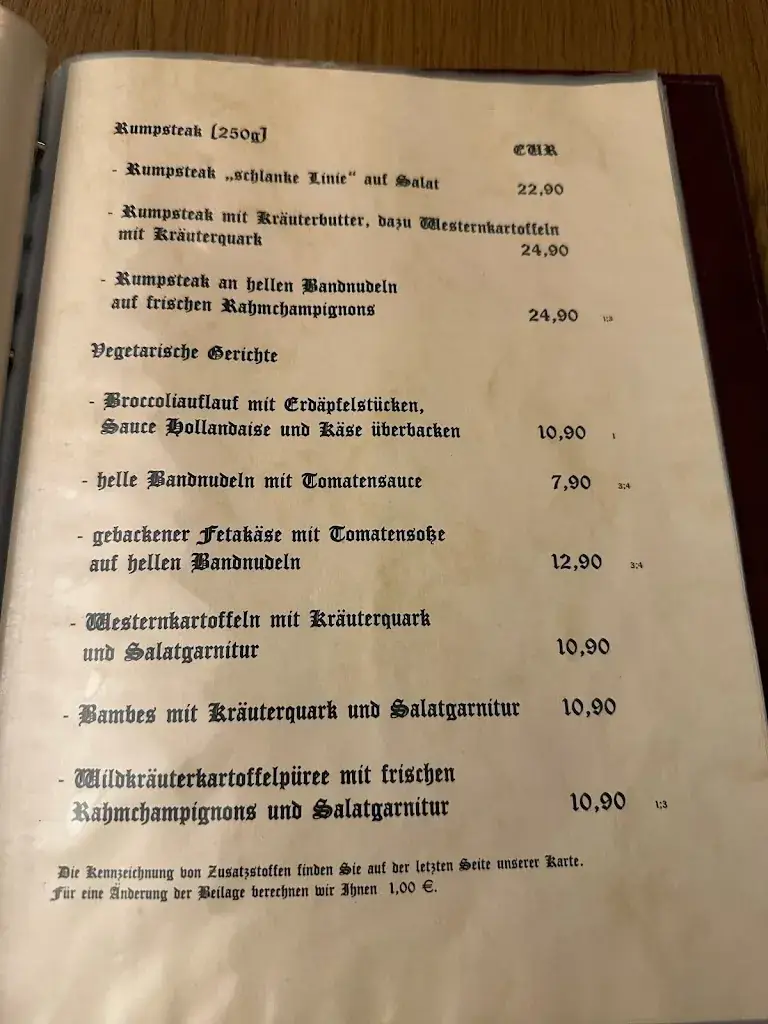 Rumpsteak (250g)
EUR
- Rumpsteak „schlanke Linie“ auf Salat 22,90
- Rumpsteak mit Kräuterbutter, dazu Westernkartoffeln
mit Kräuterquark 24,90
- Rumpsteak an hellen Bandnudeln
auf frischen Rahmchampignons 24,90 1;3
Vegetarische Gerichte
- Broccoliauflauf mit Erdäpfelstücken,
Sauce Hollandaise und Käse überbacken 10,90 1
- helle Bandnudeln mit Tomatensauce 7,90 3;4
- gebackener Fetakäse mit Tomatensoße
auf hellen Bandnudeln 12,90 3;4
- Westernkartoffeln mit Kräuterquark
und Salatgarnitur 10,90
- Bambes mit Kräuterquark und Salatgarnitur 10,90
- Wildkräuterkartoffelpüree mit frischen
Rahmchampignons und Salatgarnitur 10,90 1;3
Die Kennzeichnung von Zusatzstoffen finden Sie auf der letzten Seite unserer Karte.
Für eine Änderung der Beilage berechnen wir Ihnen 1,00 €.